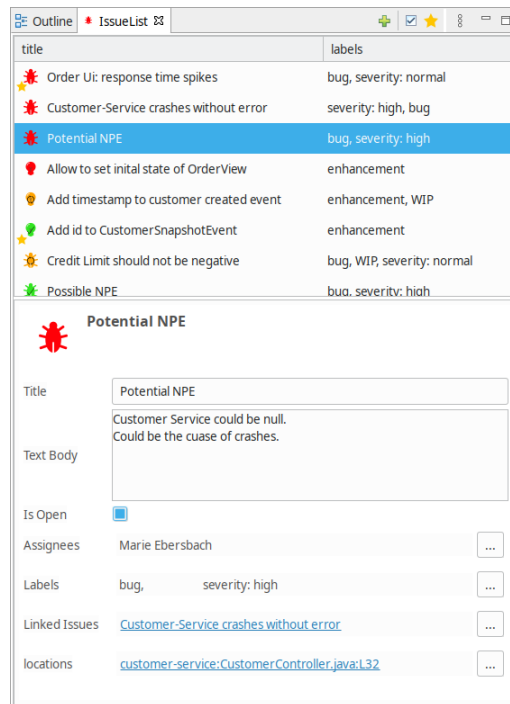 Outline IssueList
title labels
Order Ui: response time spikes bug, severity: normal
Customer-Service crashes without error severity: high, bug
Potential NPE bug, severity: high
Allow to set inital state of OrderView enhancement
Add timestamp to customer created event enhancement, WIP
Add id to CustomerSnapshotEvent enhancement
Credit Limit should not be negative bug, WIP, severity: normal
Possible NPE bug, severity: high
Potential NPE
Title Potential NPE
Customer Service could be null.
Could be the cuase of crashes.
Text Body
Is Open
Assignees Marie Ebersbach ...
Labels bug, severity: high ...
Linked Issues Customer-Service crashes without error ...
locations customer-service:CustomerController.java:L32 ...